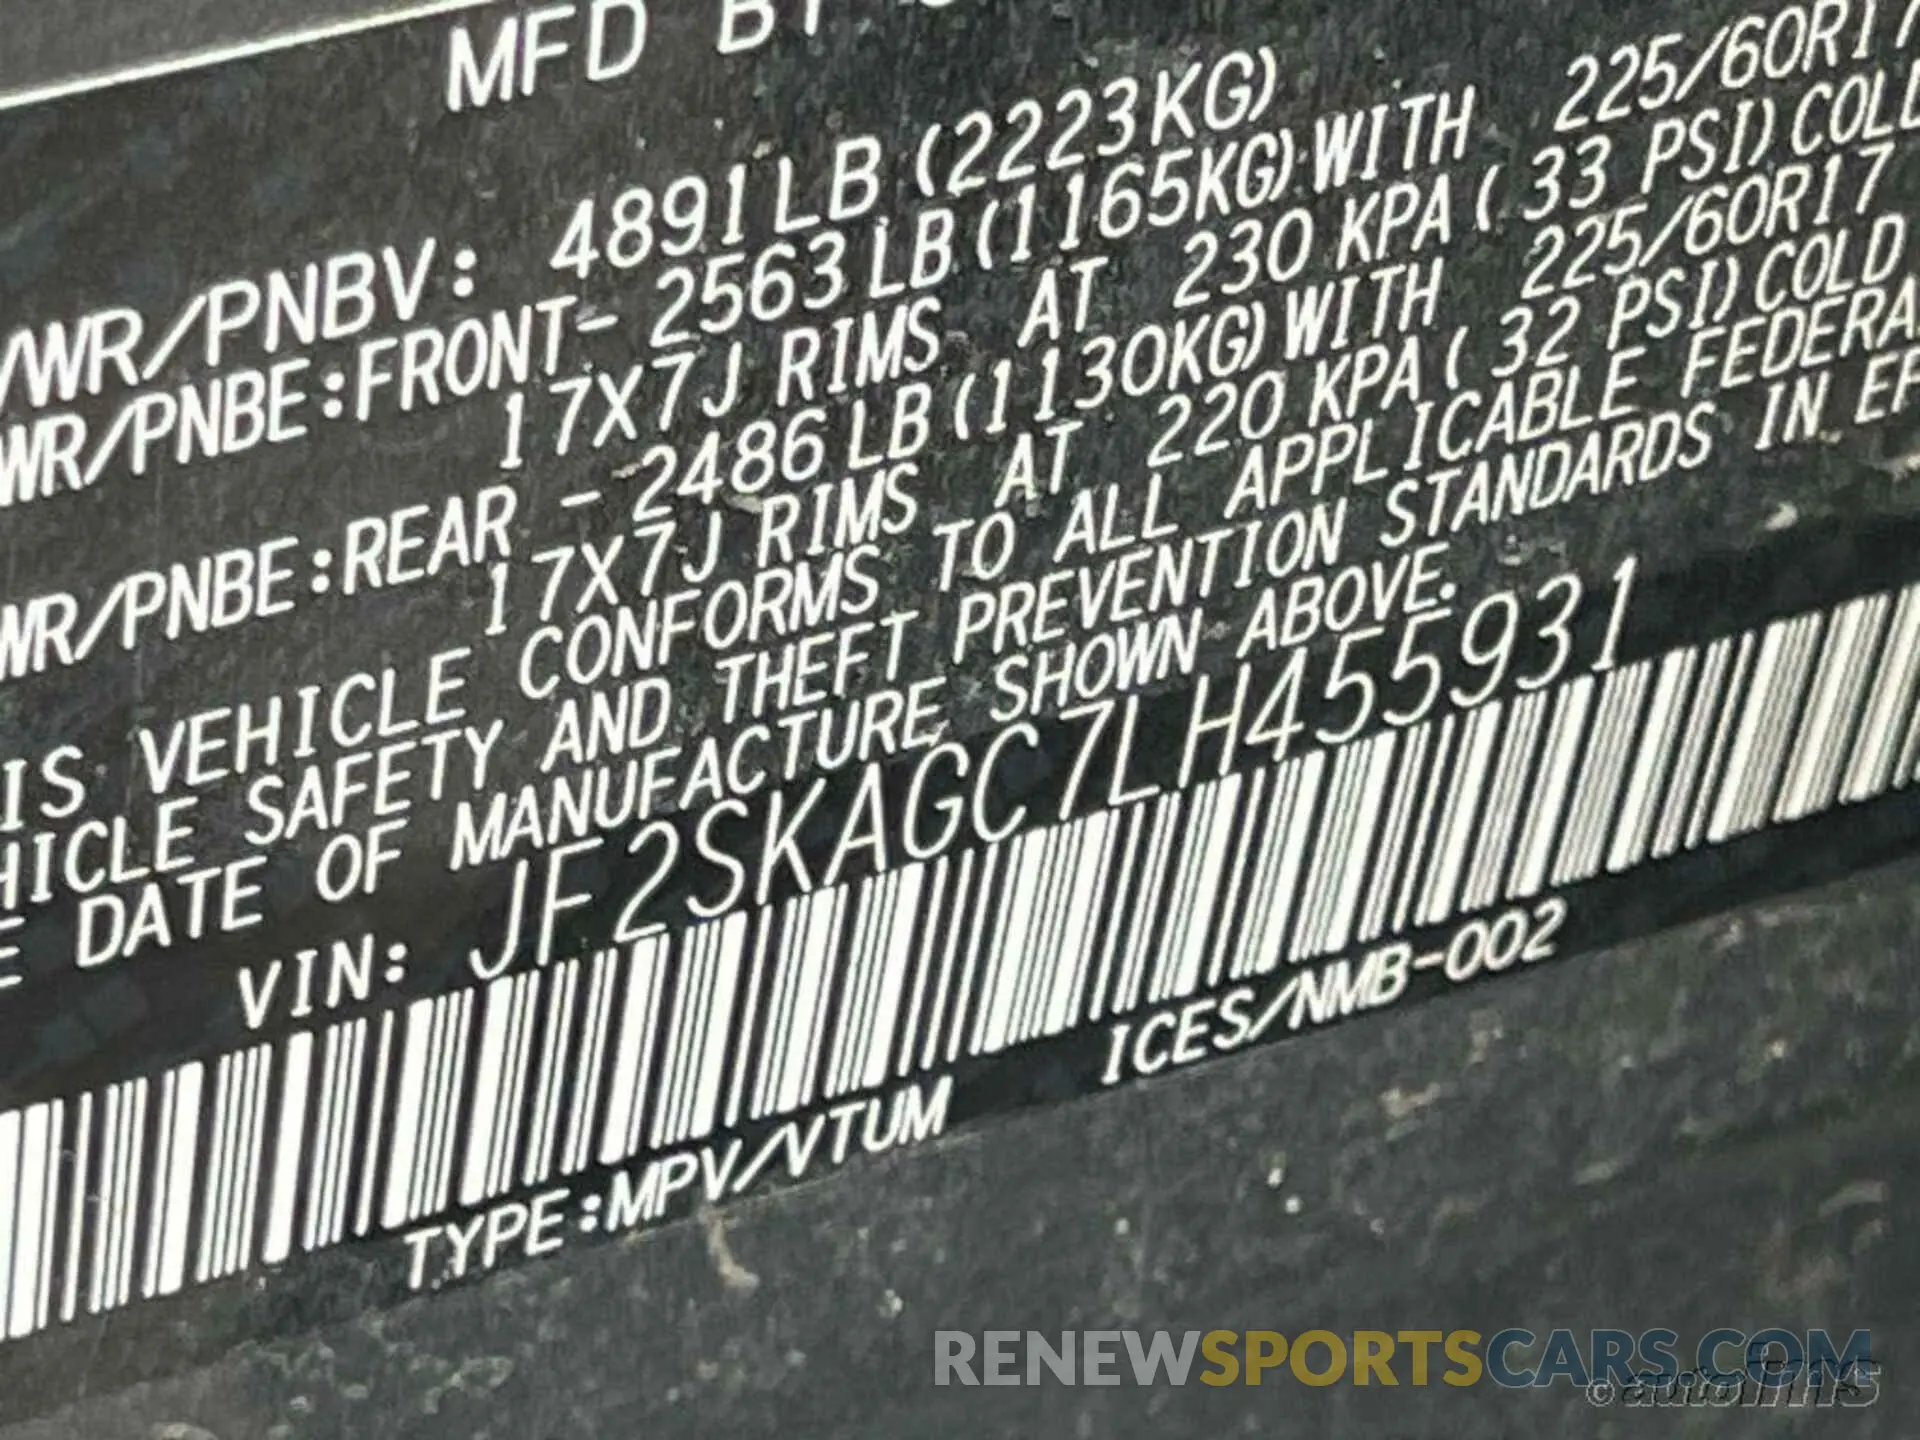 MFD BY
/WR/PNBV: 4891LB (2223KG)
WR/PNBE:FRONT- 2563LB(1165KG)WITH 225/60R17
17X7J RIMS AT 230 KPA( 33 PSI)COLD
WR/PNBE:REAR - 2486LB(1130KG)WITH 225/60R17
17X7J RIMS AT 220 KPA( 32 PSI)COLD
IS VEHICLE CONFORMS TO ALL APPLICABLE FEDERA
HICLE SAFETY AND THEFT PREVENTION STANDARDS IN EF
E DATE OF MANUFACTURE SHOWN ABOVE.
VIN: JF2SKAGC7LH455931
TYPE:MPV/VTUM ICES/NMB-002
RENEWSPORTSCARS.COM